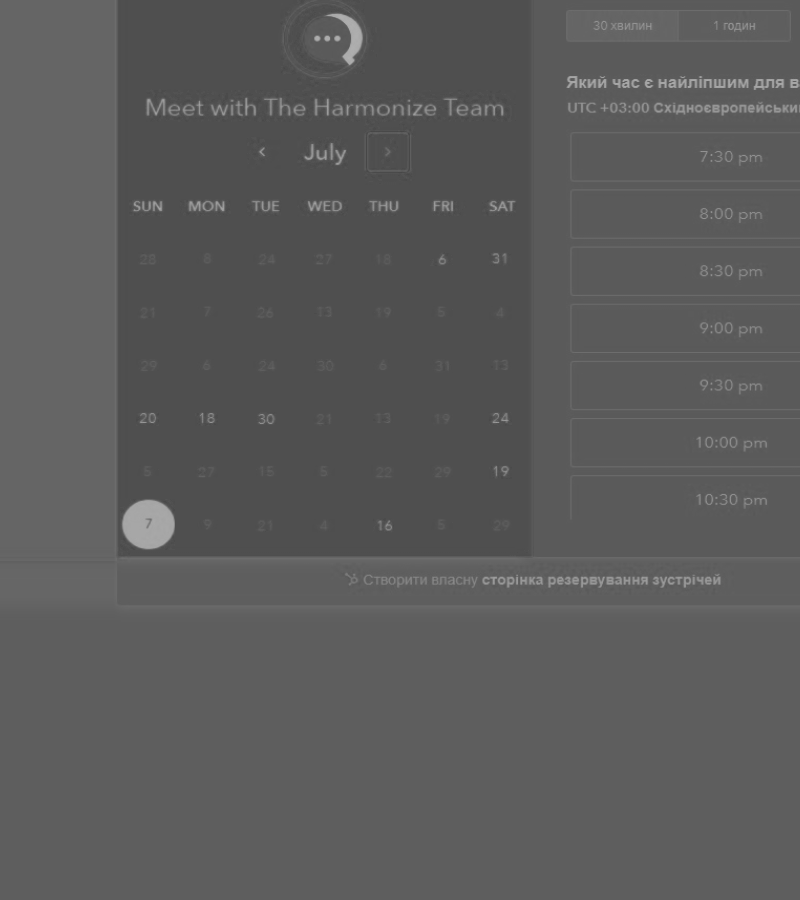 30 хвилин 1 годин
Meet with The Harmonize Team
July
Який час є найліпшим для
UTC +03:00
SUN MON TUE WED THU FRI SAT
28 8 24 27 18 6 31
21 7 26 13 19 5 4
29 24 30 31 13
20 18 30 21 13 19 24
5 27 15 5 22 29 19
7 9 21 4 16 29
7:30 pm
8:00 pm
8:30 pm
9:00 pm
9:30 pm
10:00 pm
10:30 pm
Створити власну сторінка резервування зустрічей